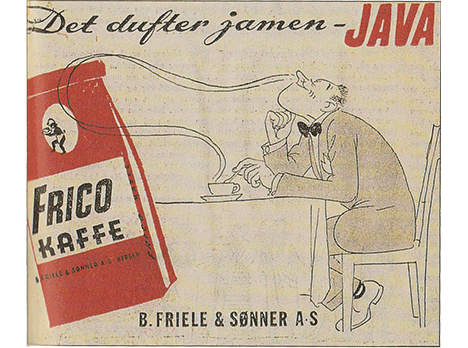 Det dufter jamen - JAVA
FRICO
KAFFE
B. FRIELE & SØNNER A·S BERGEN
B. FRIELE & SØNNER A·S